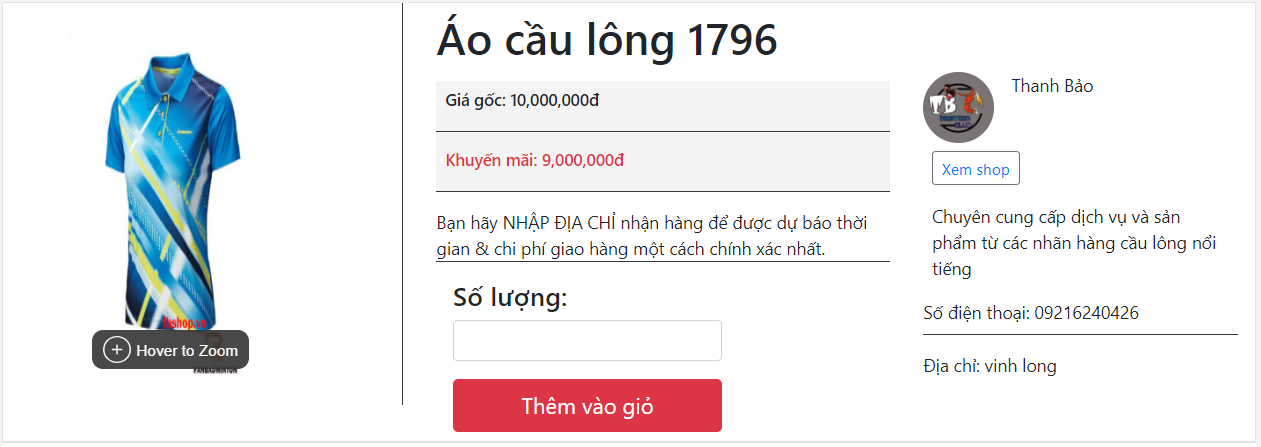 Áo cầu lông 1796
Giá gốc: 10,000,000đ
Khuyến mãi: 9,000,000đ
Bạn hãy NHẬP ĐỊA CHỈ nhận hàng để được dự báo thời
gian & chi phí giao hàng một cách chính xác nhất.
Số lượng:
Thêm vào giỏ
Hover to Zoom
Thanh Bảo
Xem shop
Chuyên cung cấp dịch vụ và sản
phẩm từ các nhãn hàng cầu lông nổi
tiếng
Số điện thoại: 09216240426
Địa chỉ: vinh long